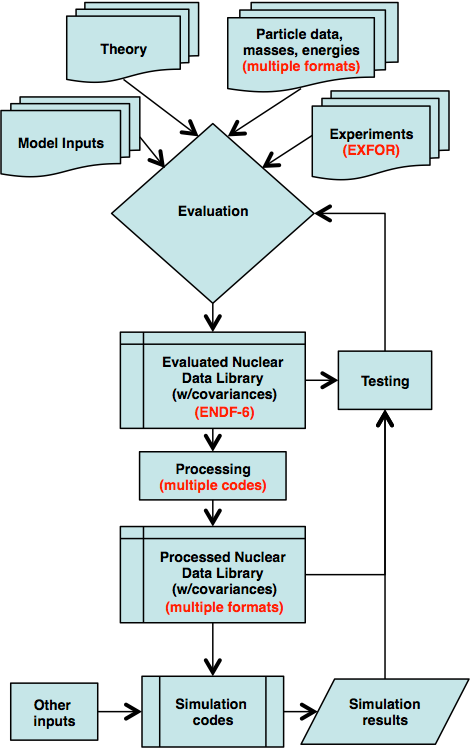 Theory
Particle data,
masses, energies
(multiple formats)
Model Inputs
Experiments
(EXFOR)
Evaluation
Evaluated Nuclear
Data Library
(w/covariances)
(ENDF-6)
Testing
Processing
(multiple codes)
Processed Nuclear
Data Library
(w/covariances)
(multiple formats)
Other
inputs
Simulation
codes
Simulation
results